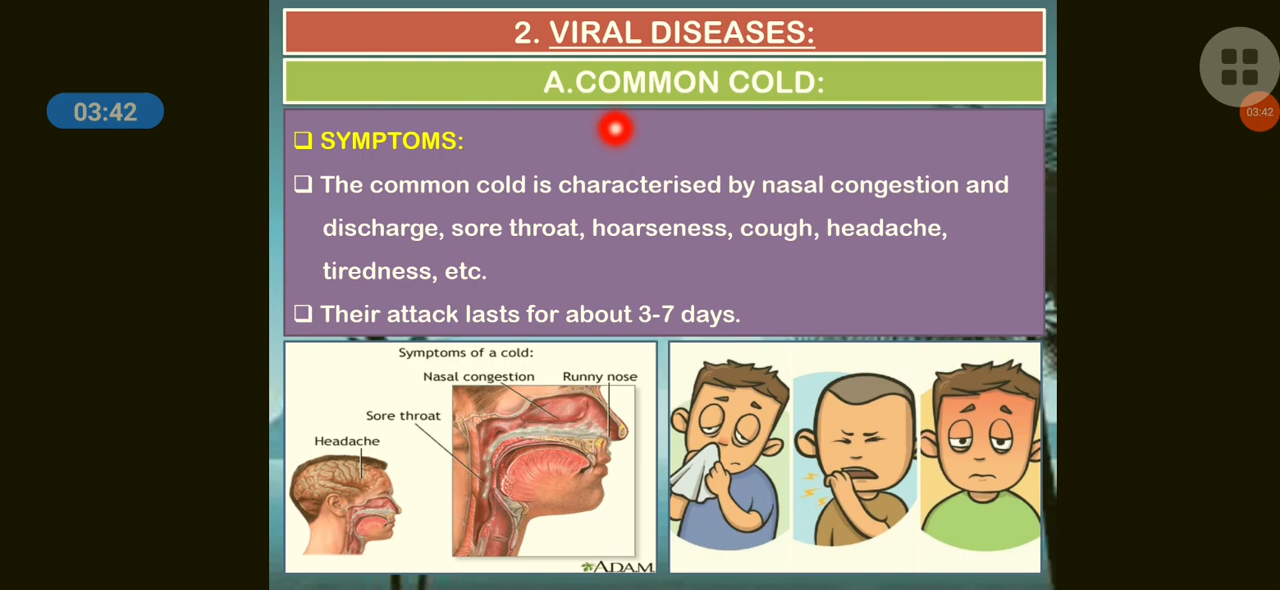 2. VIRAL DISEASES:
A.COMMON COLD:
03:42
03:42
❑ SYMPTOMS:
❑ The common cold is characterised by nasal congestion and
discharge, sore throat, hoarseness, cough, headache,
tiredness, etc.
❑ Their attack lasts for about 3-7 days.
Symptoms of a cold:
Nasal congestion
Runny nose
Sore throat
Headache
ADAM